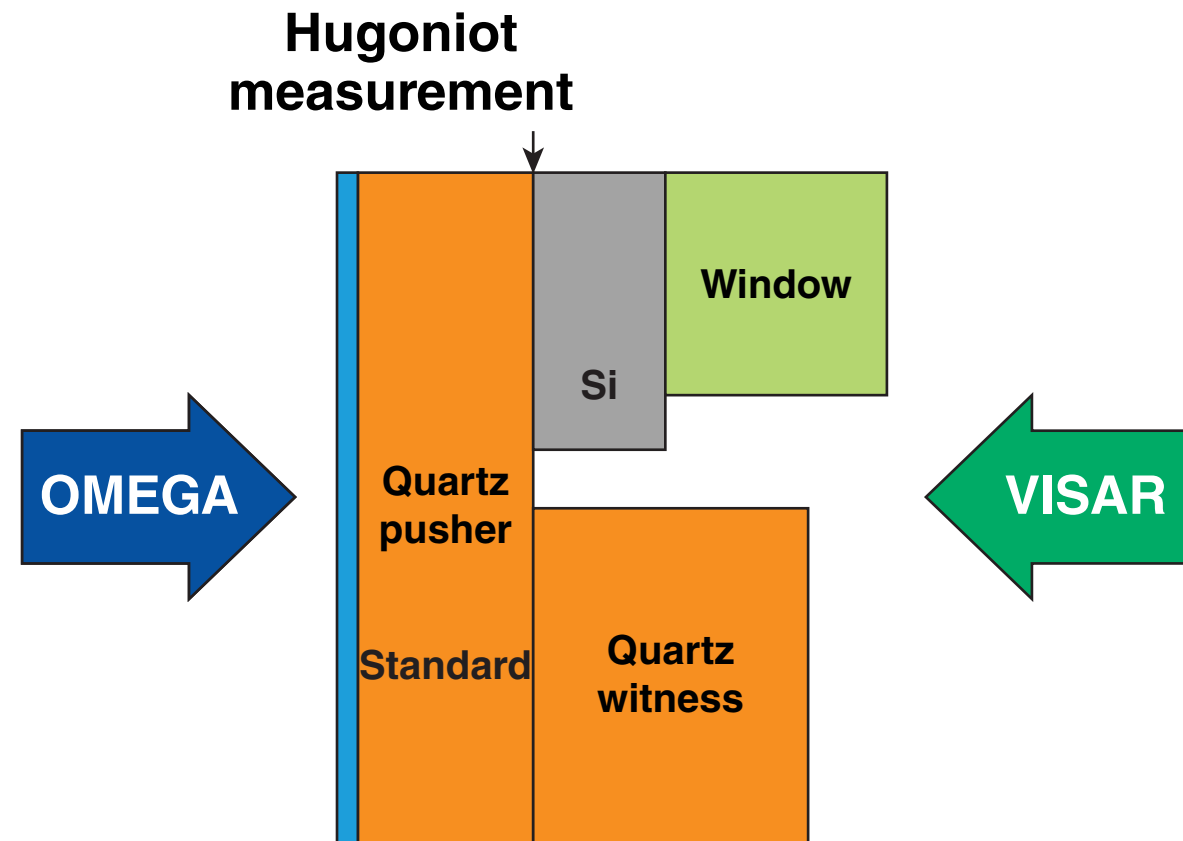 Hugoniot
measurement
Window
Si
OMEGA
Quartz
pusher
VISAR
Standard
Quartz
witness